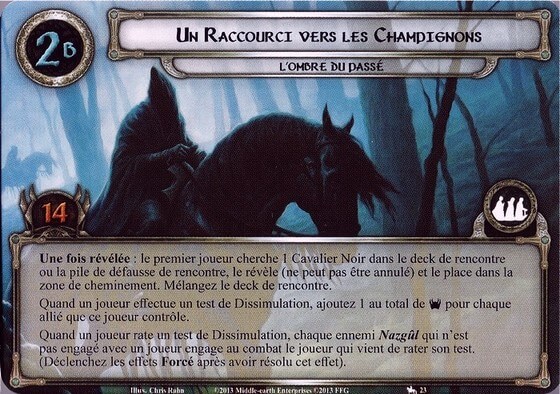 2B
UN RACCOURCI VERS LES CHAMPIGNONS
L'OMBRE DU PASSÉ
14
Une fois révélée : le premier joueur cherche 1 Cavalier Noir dans le deck de rencontre
ou la pile de défausse de rencontre, le révèle (ne peut pas être annulé) et le place dans la
zone de cheminement. Mélangez le deck de rencontre.
Quand un joueur effectue un test de Dissimulation, ajoutez 1 au total de pour chaque
allié que ce joueur contrôle.
Quand un joueur rate un test de Dissimulation, chaque ennemi Nazgûl qui n'est
pas engagé avec un joueur engage au combat le joueur qui vient de rater son test.
(Déclenchez les effets Forcé après avoir résolu cet effet).
Illus. Chris Rahn ©2013 Middle-earth Enterprises ©2013 FFG 23